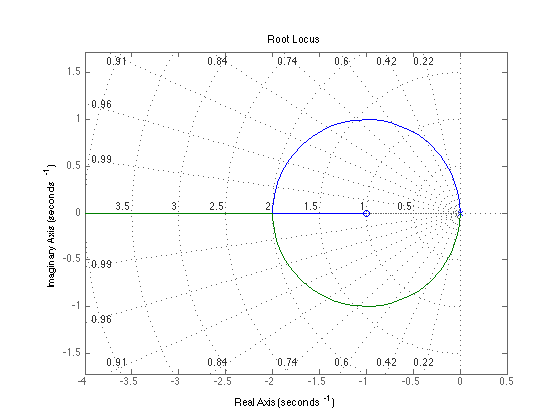 Root Locus
0.91 0.84 0.74 0.6 0.42 0.22
1.5
0.96
1
0.99
0.5
3.5 3 2.5 2 1.5 1 0.5
0
-0.5
0.99
-1
0.96
-1.5
0.91 0.84 0.74 0.6 0.42 0.22
-4 -3.5 -3 -2.5 -2 -1.5 -1 -0.5 0 0.5
Real Axis (seconds -1)
Imaginary Axis (seconds -1)